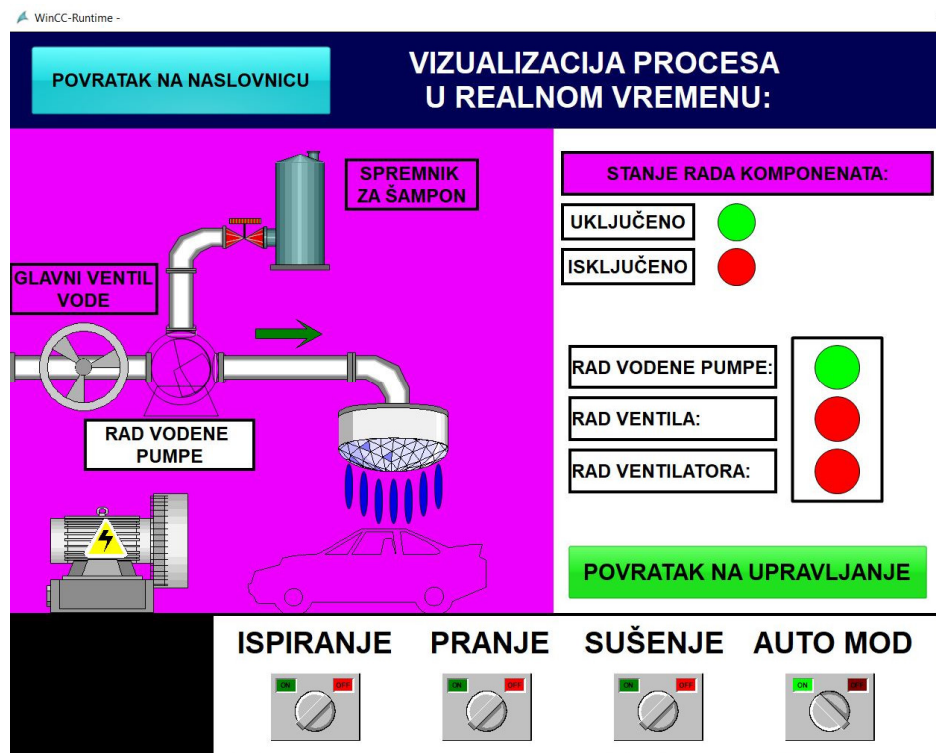 WinCC-Runtime -
POVRATAK NA NASLOVNICU
VIZUALIZACIJA PROCESA
U REALNOM VREMENU:
SPREMNIK
ZA ŠAMPON
GLAVNI VENTIL
VODE
RAD VODENE
PUMPE
STANJE RADA KOMPONENATA:
UKLJUČENO
ISKLJUČENO
RAD VODENE PUMPE:
RAD VENTILA:
RAD VENTILATORA:
POVRATAK NA UPRAVLJANJE
ISPIRANJE PRANJE SUŠENJE AUTO MOD
ON OFF ON OFF ON OFF ON OFF